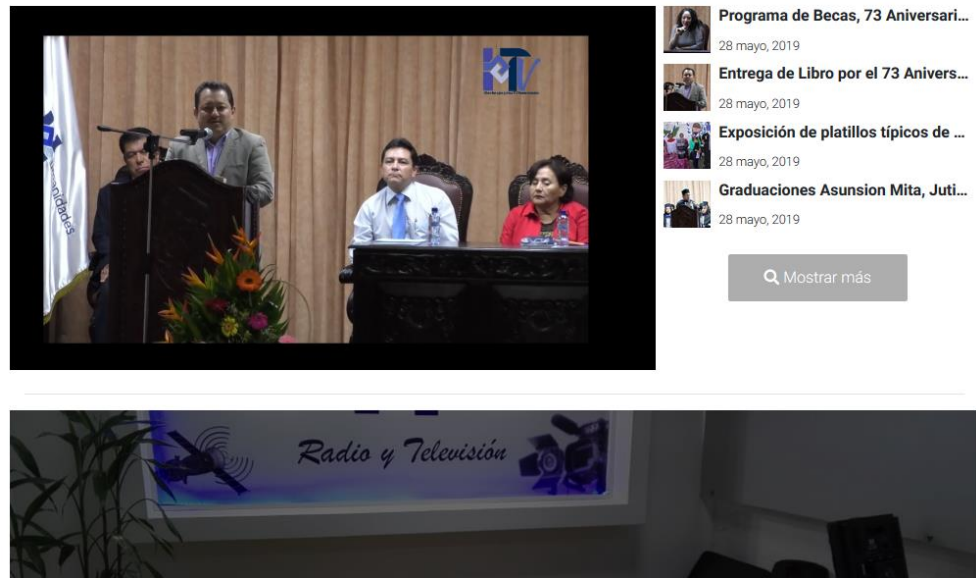 Programa de Becas, 73 Aniversari...
28 mayo, 2019
Entrega de Libro por el 73 Anivers...
28 mayo, 2019
Exposición de platillos típicos de ...
28 mayo, 2019
Graduaciones Asunsion Mita, Juti...
28 mayo, 2019
Mostrar más
Radio y Televisión